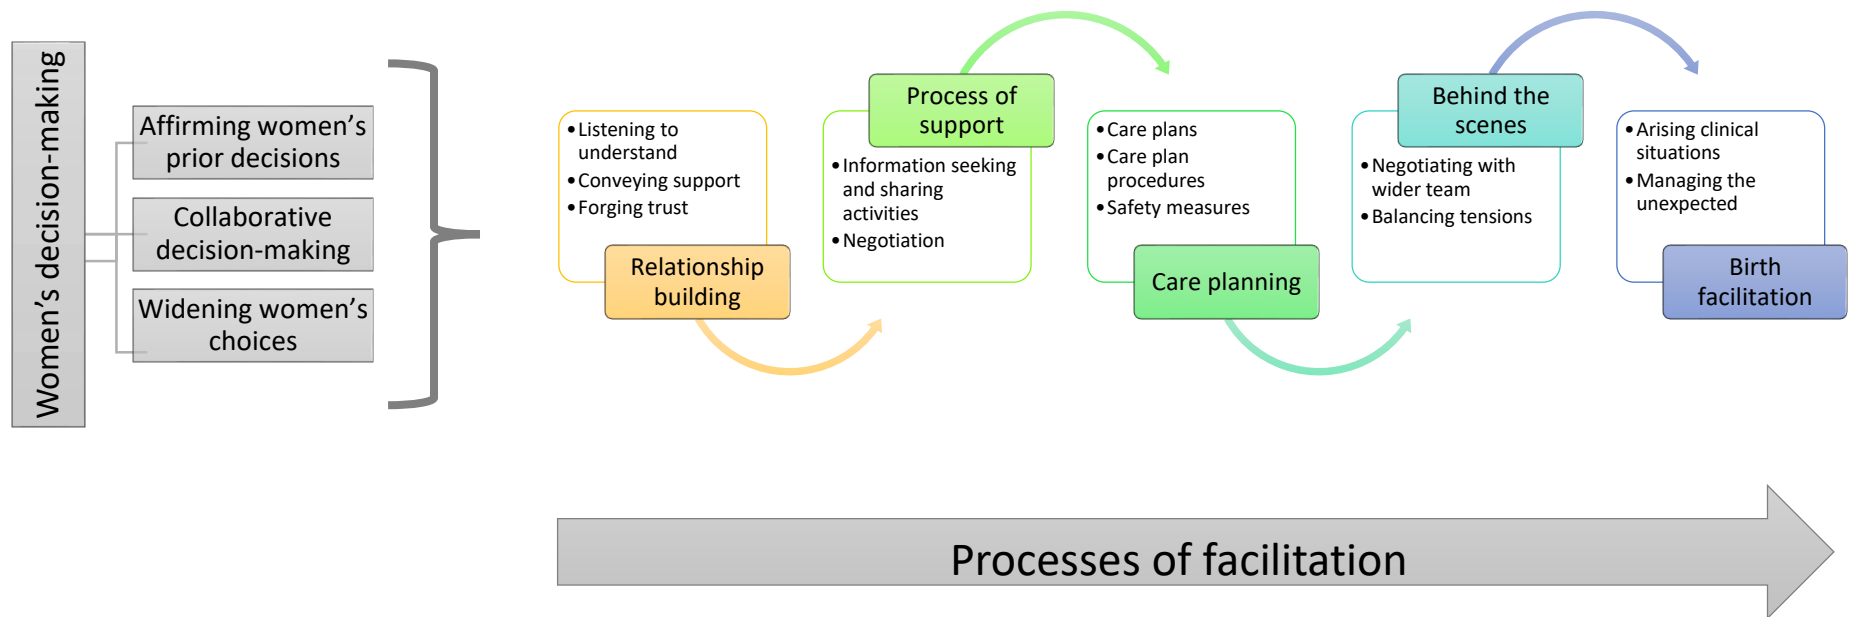 Women’s decision-making
Affirming women’s
prior decisions
Collaborative
decision-making
Widening women’s
choices
•Listening to
understand
•Conveying support
•Forging trust
Relationship
building
Process of
support
•Information seeking
and sharing
activities
•Negotiation
•Care plans
•Care plan
procedures
•Safety measures
Care planning
Behind the
scenes
•Negotiating with
wider team
•Balancing tensions
•Arising clinical
situations
•Managing the
unexpected
Birth
facilitation
Processes of facilitation